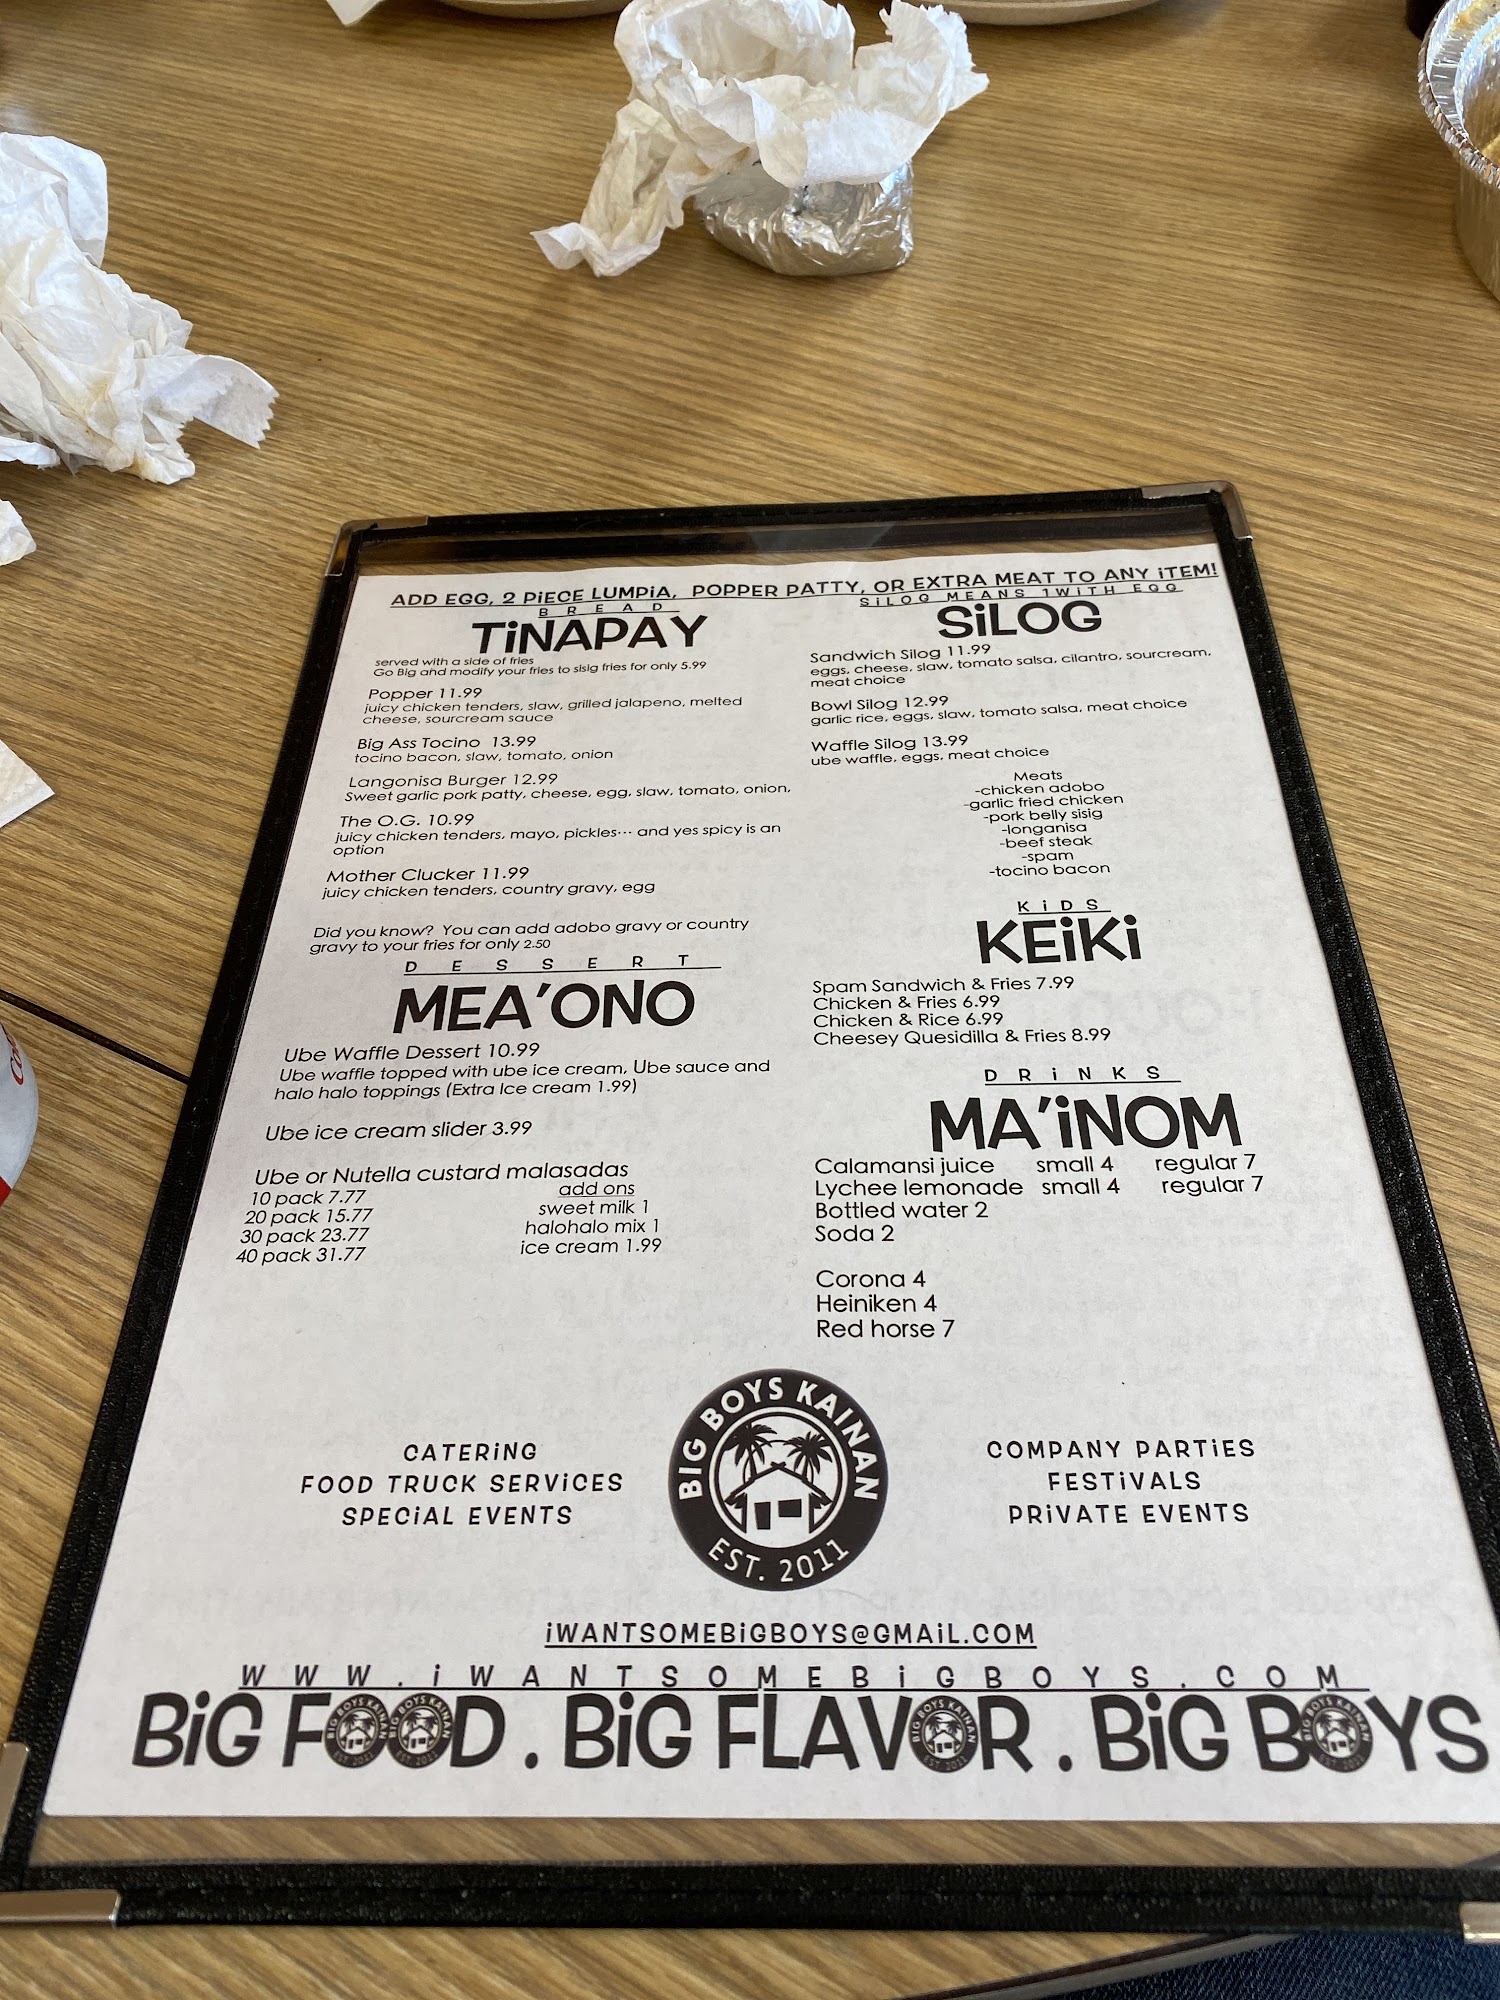 ADD EGG, 2 PiECE LUMPiA, POPPER PATTY, OR EXTRA MEAT TO ANY iTEM!
BREAD
TiNAPAY
served with a side of fries
Go Big and modify your fries to sisig fries for only 5.99
Popper 11.99
juicy chicken tenders, slaw, grilled jalapeno, melted
cheese, sourcream sauce
Big Ass Tocino 13.99
tocino bacon, slaw, tomato, onion
Langonisa Burger 12.99
Sweet garlic pork patty, cheese, egg, slaw, tomato, onion,
The O.G. 10.99
juicy chicken tenders, mayo, pickles... and yes spicy is an
option
Mother Clucker 11.99
juicy chicken tenders, country gravy, egg
Did you know? You can add adobo gravy or country
gravy to your fries for only 2.50
DESSERT
MEA'ONO
Ube Waffle Dessert 10.99
Ube waffle topped with ube ice cream, Ube sauce and
halo halo toppings (Extra Ice cream 1.99)
Ube ice cream slider 3.99
Ube or Nutella custard malasadas
10 pack 7.77
20 pack 15.77
30 pack 23.77
40 pack 31.77
add ons
sweet milk 1
halohalo mix 1
ice cream 1.99
SiLOG MEANS 1WiTH EGG
SiLOG
Sandwich Silog 11.99
eggs, cheese, slaw, tomato salsa, cilantro, sourcream,
meat choice
Bowl Silog 12.99
garlic rice, eggs, slaw, tomato salsa, meat choice
Waffle Silog 13.99
ube waffle, eggs, meat choice
Meats
-chicken adobo
-garlic fried chicken
-pork belly sisig
-longanisa
-beef steak
-spam
-tocino bacon
KiDS
KEiKi
Spam Sandwich & Fries 7.99
Chicken & Fries 6.99
Chicken & Rice 6.99
Cheesey Quesidilla & Fries 8.99
DRiNKS
MA'iNOM
Calamansi juice small 4 regular 7
Lychee lemonade small 4 regular 7
Bottled water 2
Soda 2
Corona 4
Heiniken 4
Red horse 7
CATERiNG
FOOD TRUCK SERViCES
SPECiAL EVENTS
BIG BOYS KAINAN
EST. 2011
COMPANY PARTiES
FESTiVALS
PRiVATE EVENTS
iWANTSOMEBiGBOYS@GMAiL.COM
WWW.iWANTSOMEBiGBOYS.COM
BiG FOOD. BiG FLAVOR. BiG BOYS